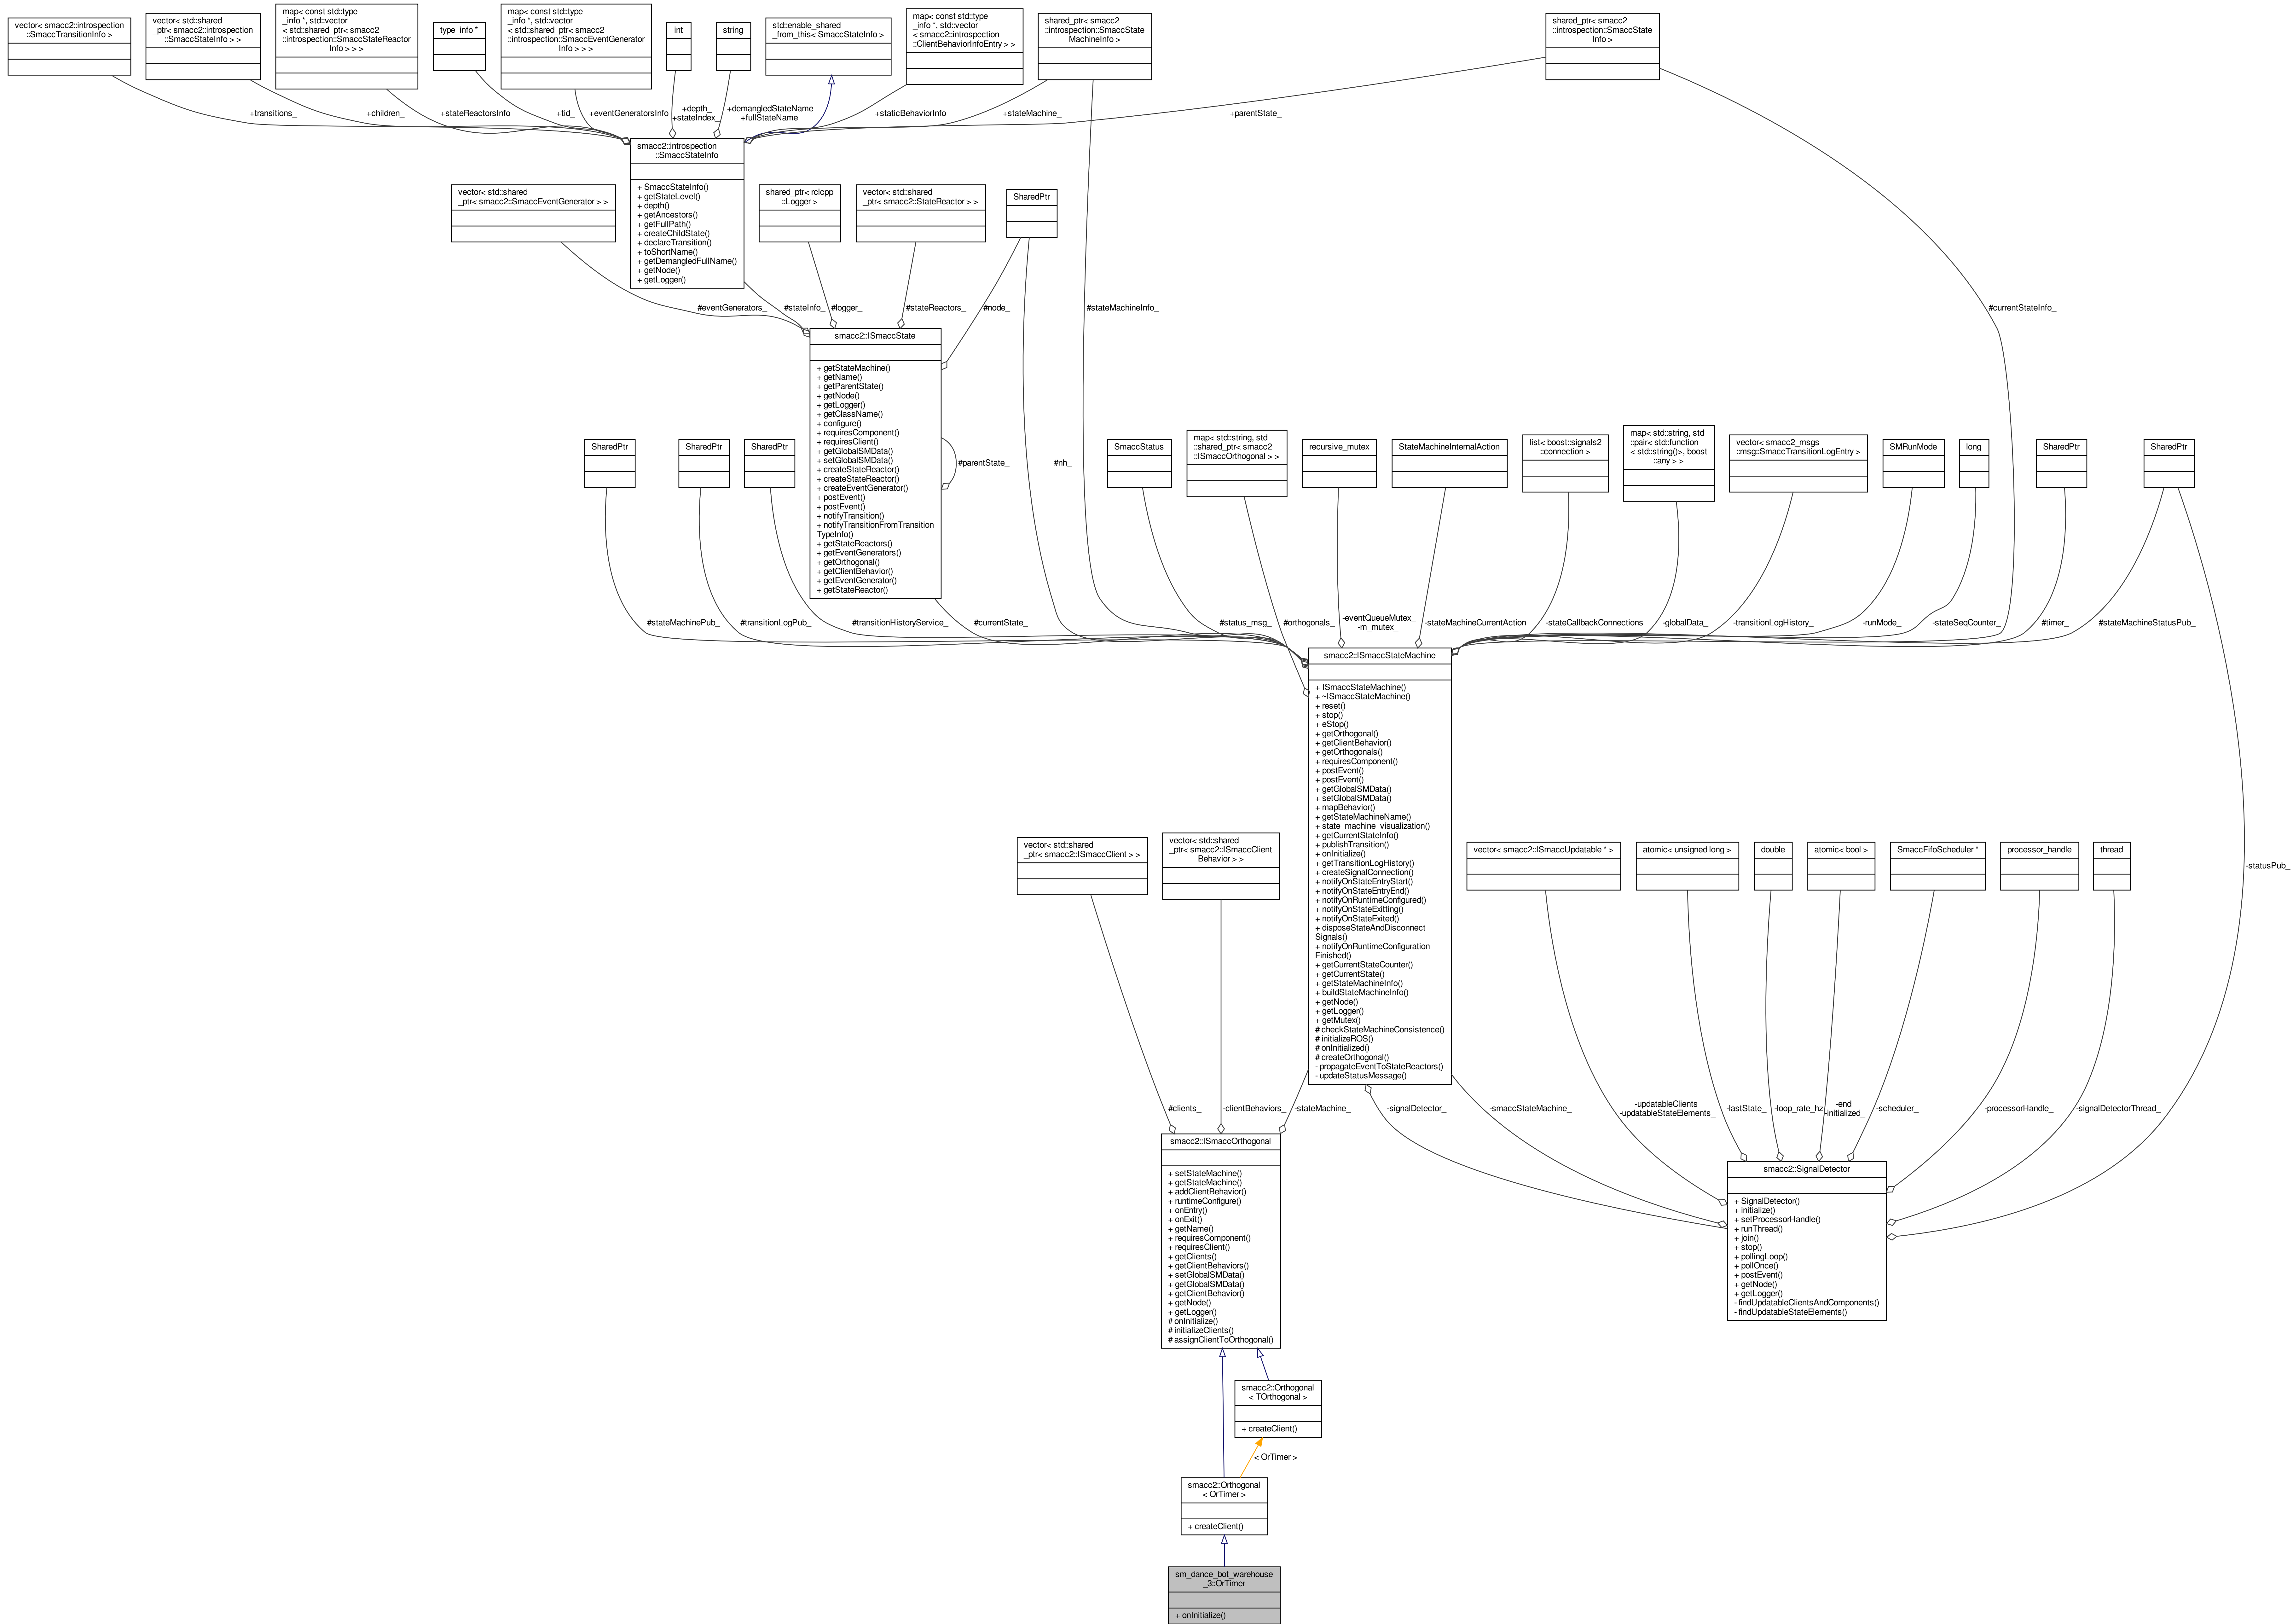 vector< smacc2::introspection
::SmaccTransitionInfo >
vector< std::shared
_ptr< smacc2::introspection
::SmaccStateInfo > >
map< const std::type
_info *, std::vector
< std::shared_ptr< smacc2
::introspection::SmaccStateReactor
Info > > >
type_info *
map< const std::type
_info *, std::vector
< std::shared_ptr< smacc2
::introspection::SmaccEventGenerator
Info > > >
int
string
std::enable_shared
_from_this< SmaccStateInfo >
map< const std::type
_info *, std::vector
< smacc2::introspection
::ClientBehaviorInfoEntry > >
shared_ptr< smacc2
::introspection::SmaccState
MachineInfo >
shared_ptr< smacc2
::introspection::SmaccState
Info >
+transitions_
+children_
+stateReactorsInfo
+tid_
+eventGeneratorsInfo
+depth_
+stateIndex_
+demangledStateName
+fullStateName
+staticBehaviorInfo
+stateMachine_
+parentState_
smacc2::introspection
::SmaccStateInfo
+ SmaccStateInfo()
+ getStateLevel()
+ depth()
+ getAncestors()
+ getFullPath()
+ createChildState()
+ declareTransition()
+ toShortName()
+ getDemangledFullName()
+ getNode()
+ getLogger()
vector< std::shared
_ptr< smacc2::SmaccEventGenerator > >
shared_ptr< rclcpp
::Logger >
vector< std::shared
_ptr< smacc2::StateReactor > >
SharedPtr
#eventGenerators_
#stateInfo_
#logger_
#stateReactors_
#node_
#stateMachineInfo_
#currentStateInfo_
smacc2::ISmaccState
+ getStateMachine()
+ getName()
+ getParentState()
+ getNode()
+ getLogger()
+ getClassName()
+ configure()
+ requiresComponent()
+ requiresClient()
+ getGlobalSMData()
+ setGlobalSMData()
+ createStateReactor()
+ createStateReactor()
+ createEventGenerator()
+ postEvent()
+ postEvent()
+ notifyTransition()
+ notifyTransitionFromTransition
TypeInfo()
+ getStateReactors()
+ getEventGenerators()
+ getOrthogonal()
+ getClientBehavior()
+ getEventGenerator()
+ getStateReactor()
#parentState_
#nh_
SharedPtr
SharedPtr
SharedPtr
SmaccStatus
map< std::string, std
::shared_ptr< smacc2
::ISmaccOrthogonal > >
recursive_mutex
StateMachineInternalAction
list< boost::signals2
::connection >
map< std::string, std
::pair< std::function
< std::string()>, boost
::any > >
vector< smacc2_msgs
::msg::SmaccTransitionLogEntry >
SMRunMode
long
SharedPtr
SharedPtr
#stateMachinePub_
#transitionLogPub_
#transitionHistoryService_
#currentState_
#status_msg_
#orthogonals_
-eventQueueMutex_
-m_mutex_
-stateMachineCurrentAction
-stateCallbackConnections
-globalData_
-transitionLogHistory_
-runMode_
-stateSeqCounter_
#timer_
#stateMachineStatusPub_
smacc2::ISmaccStateMachine
+ ISmaccStateMachine()
+ ~ISmaccStateMachine()
+ reset()
+ stop()
+ eStop()
+ getOrthogonal()
+ getClientBehavior()
+ getOrthogonals()
+ requiresComponent()
+ postEvent()
+ postEvent()
+ getGlobalSMData()
+ setGlobalSMData()
+ mapBehavior()
+ getStateMachineName()
+ state_machine_visualization()
+ getCurrentStateInfo()
+ publishTransition()
+ onInitialize()
+ getTransitionLogHistory()
+ createSignalConnection()
+ notifyOnStateEntryStart()
+ notifyOnStateEntryEnd()
+ notifyOnRuntimeConfigured()
+ notifyOnStateExitting()
+ notifyOnStateExited()
+ disposeStateAndDisconnect
Signals()
+ notifyOnRuntimeConfiguration
Finished()
+ getCurrentStateCounter()
+ getCurrentState()
+ getStateMachineInfo()
+ buildStateMachineInfo()
+ getNode()
+ getLogger()
+ getMutex()
# checkStateMachineConsistence()
# initializeROS()
# onInitialized()
# createOrthogonal()
- propagateEventToStateReactors()
- updateStatusMessage()
vector< std::shared
_ptr< smacc2::ISmaccClient > >
vector< std::shared
_ptr< smacc2::ISmaccClient
Behavior > >
vector< smacc2::ISmaccUpdatable * >
atomic< unsigned long >
double
atomic< bool >
SmaccFifoScheduler *
processor_handle
thread
-statusPub_
#clients_
-clientBehaviors_
-stateMachine_
-signalDetector_
-smaccStateMachine_
-updatableClients_
-updatableStateElements_
-lastState_
-loop_rate_hz
-end_
-initialized_
-scheduler_
-processorHandle_
-signalDetectorThread_
smacc2::ISmaccOrthogonal
+ setStateMachine()
+ getStateMachine()
+ addClientBehavior()
+ runtimeConfigure()
+ onEntry()
+ onExit()
+ getName()
+ requiresComponent()
+ requiresClient()
+ getClients()
+ getClientBehaviors()
+ setGlobalSMData()
+ getGlobalSMData()
+ getClientBehavior()
+ getNode()
+ getLogger()
# onInitialize()
# initializeClients()
# assignClientToOrthogonal()
smacc2::SignalDetector
+ SignalDetector()
+ initialize()
+ setProcessorHandle()
+ runThread()
+ join()
+ stop()
+ pollingLoop()
+ pollOnce()
+ postEvent()
+ getNode()
+ getLogger()
- findUpdatableClientsAndComponents()
- findUpdatableStateElements()
smacc2::Orthogonal
< TOrthogonal >
+ createClient()
< OrTimer >
smacc2::Orthogonal
< OrTimer >
+ createClient()
sm_dance_bot_warehouse
_3::OrTimer
+ onInitialize()